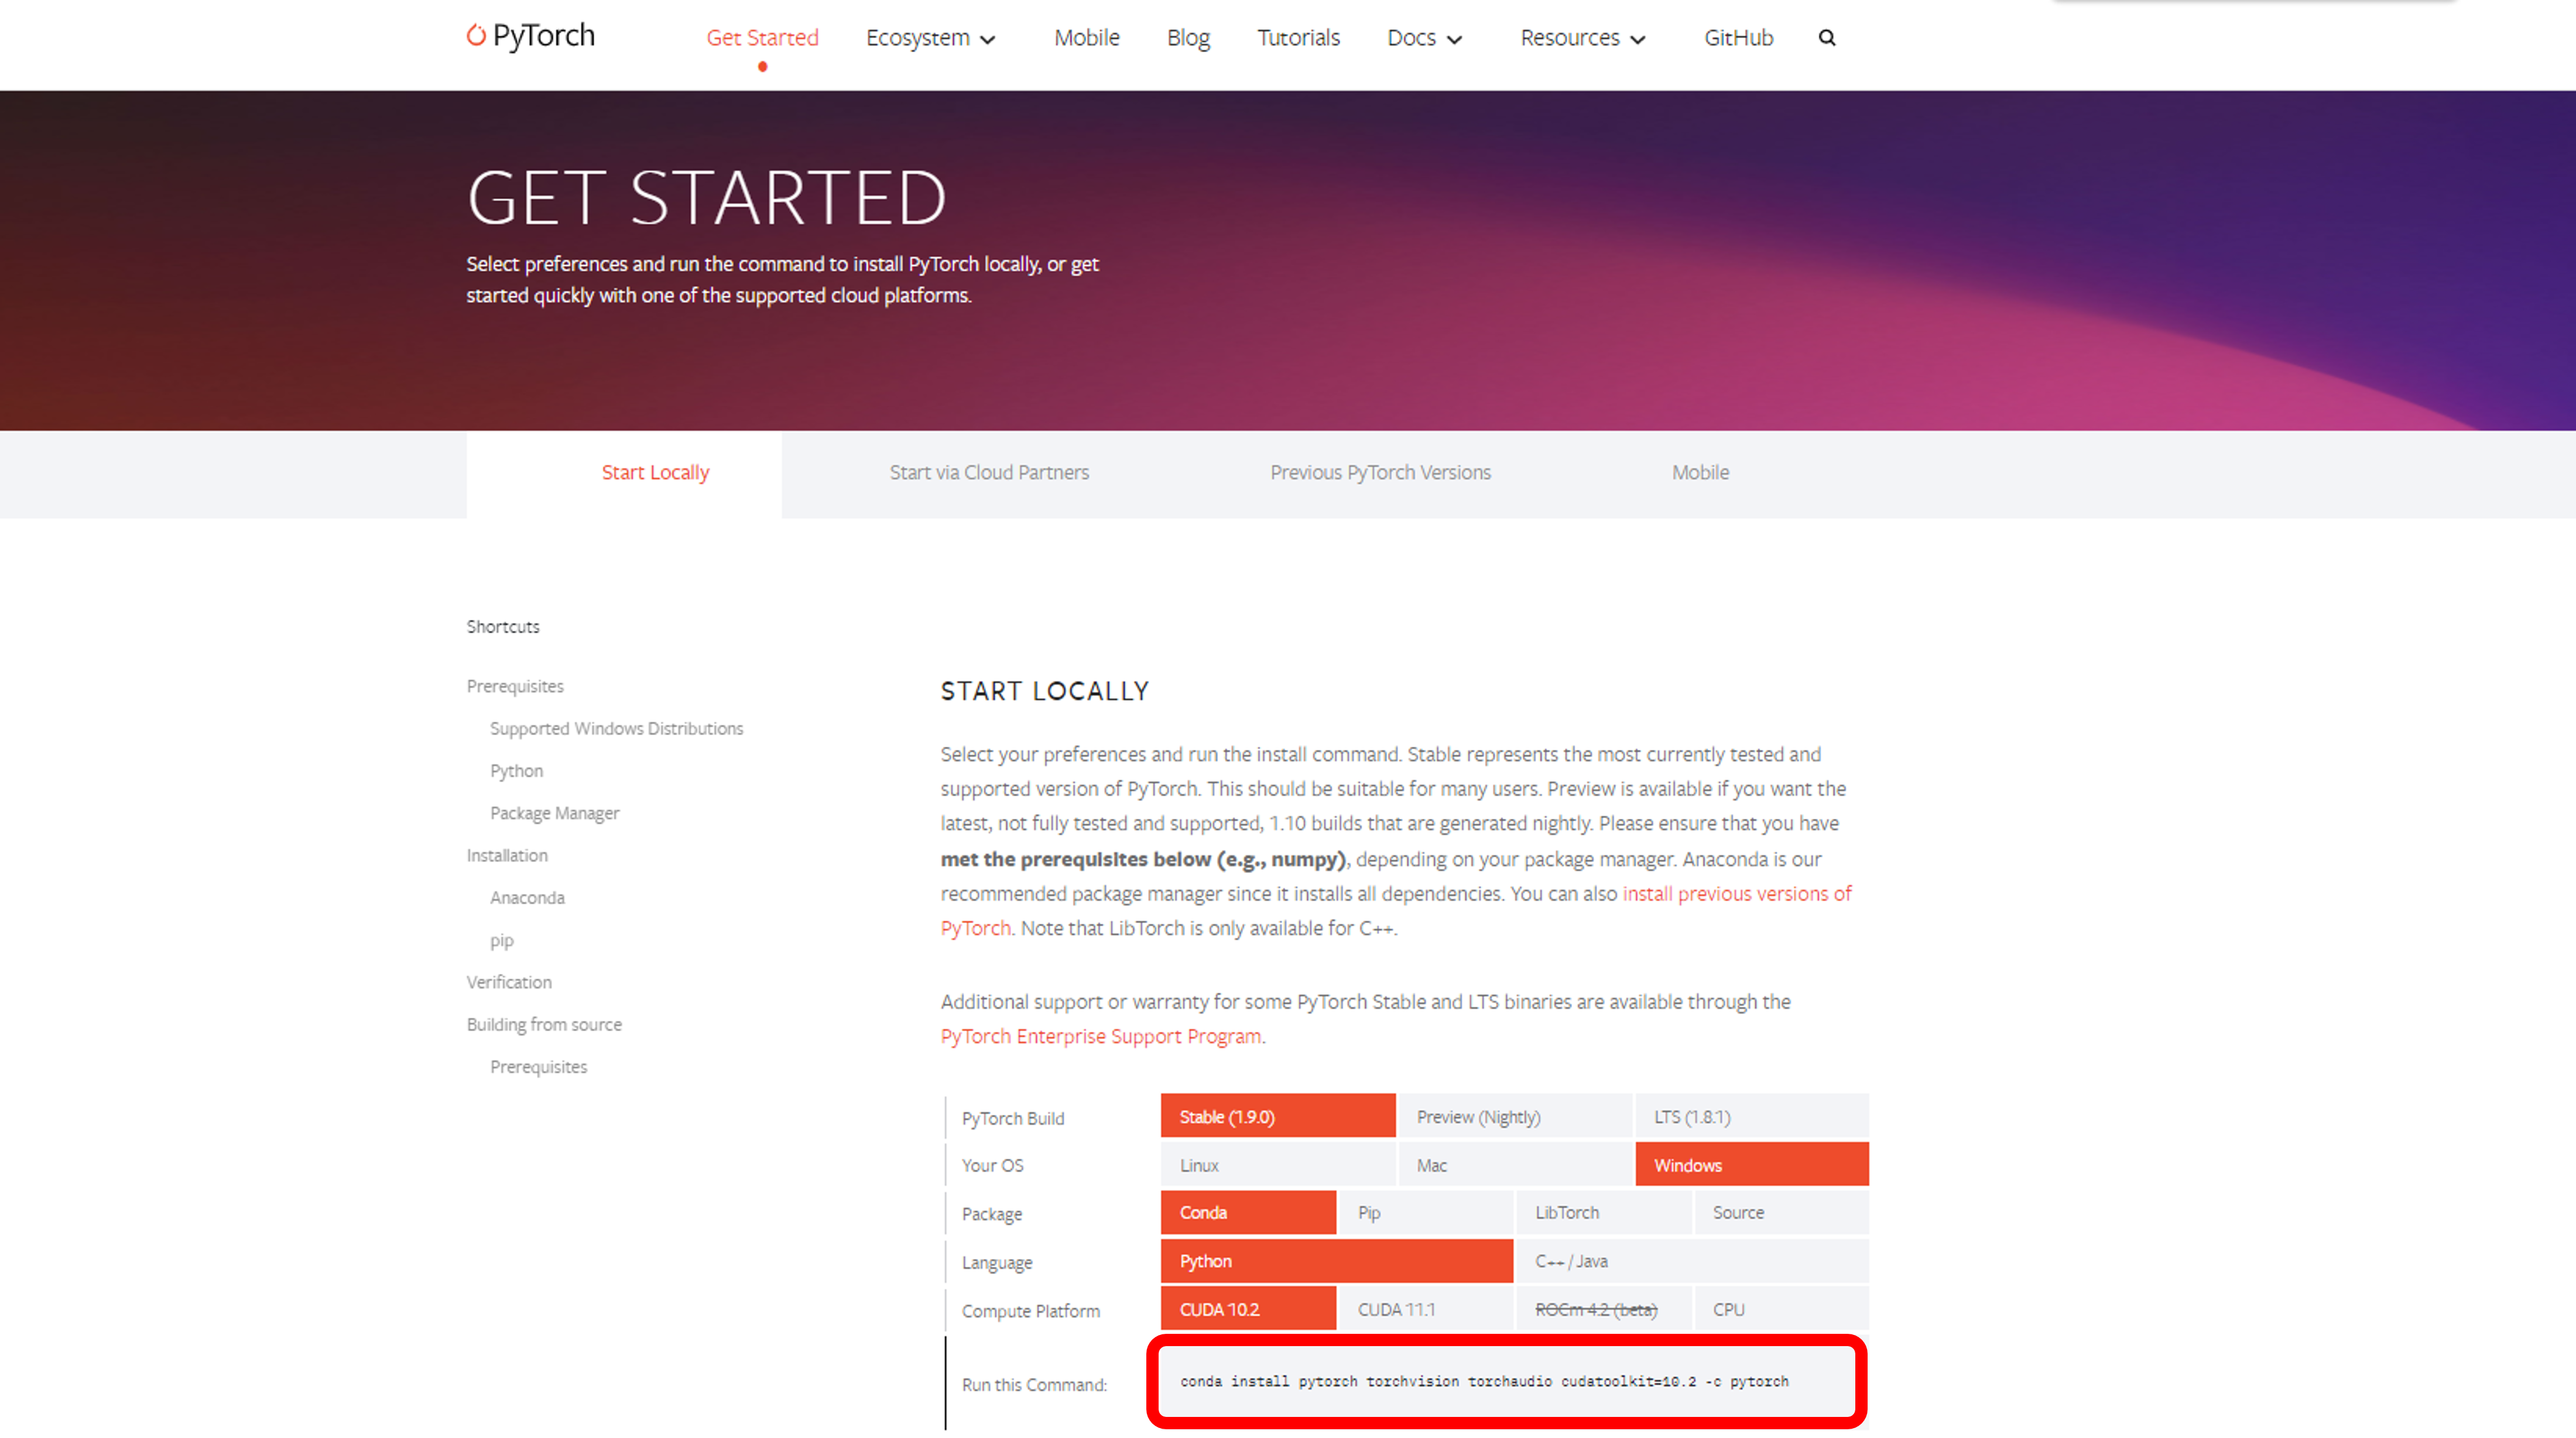 PyTorch
Get Started
Ecosystem
Mobile
Blog
Tutorials
Docs
Resources
GitHub
GET STARTED
Select preferences and run the command to install PyTorch locally, or get
started quickly with one of the supported cloud platforms.
Start Locally
Start via Cloud Partners
Previous PyTorch Versions
Mobile
Shortcuts
Prerequisites
Supported Windows Distributions
Python
Package Manager
Installation
Anaconda
pip
Verification
Building from source
Prerequisites
START LOCALLY
Select your preferences and run the install command. Stable represents the most currently tested and
supported version of PyTorch. This should be suitable for many users. Preview is available if you want the
latest, not fully tested and supported, 1.10 builds that are generated nightly. Please ensure that you have
met the prerequisites below (e.g., numpy), depending on your package manager. Anaconda is our
recommended package manager since it installs all dependencies. You can also install previous versions of
PyTorch. Note that LibTorch is only available for C++.
Additional support or warranty for some PyTorch Stable and LTS binaries are available through the
PyTorch Enterprise Support Program.
PyTorch Build
Stable (1.9.0)
Preview (Nightly)
LTS (1.8.1)
Your OS
Linux
Mac
Windows
Package
Conda
Pip
LibTorch
Source
Language
Python
C++ / Java
Compute Platform
CUDA 10.2
CUDA 11.1
ROCm 4.2 (beta)
CPU
Run this Command:
conda install pytorch torchvision torchaudio cudatoolkit=10.2 -c pytorch